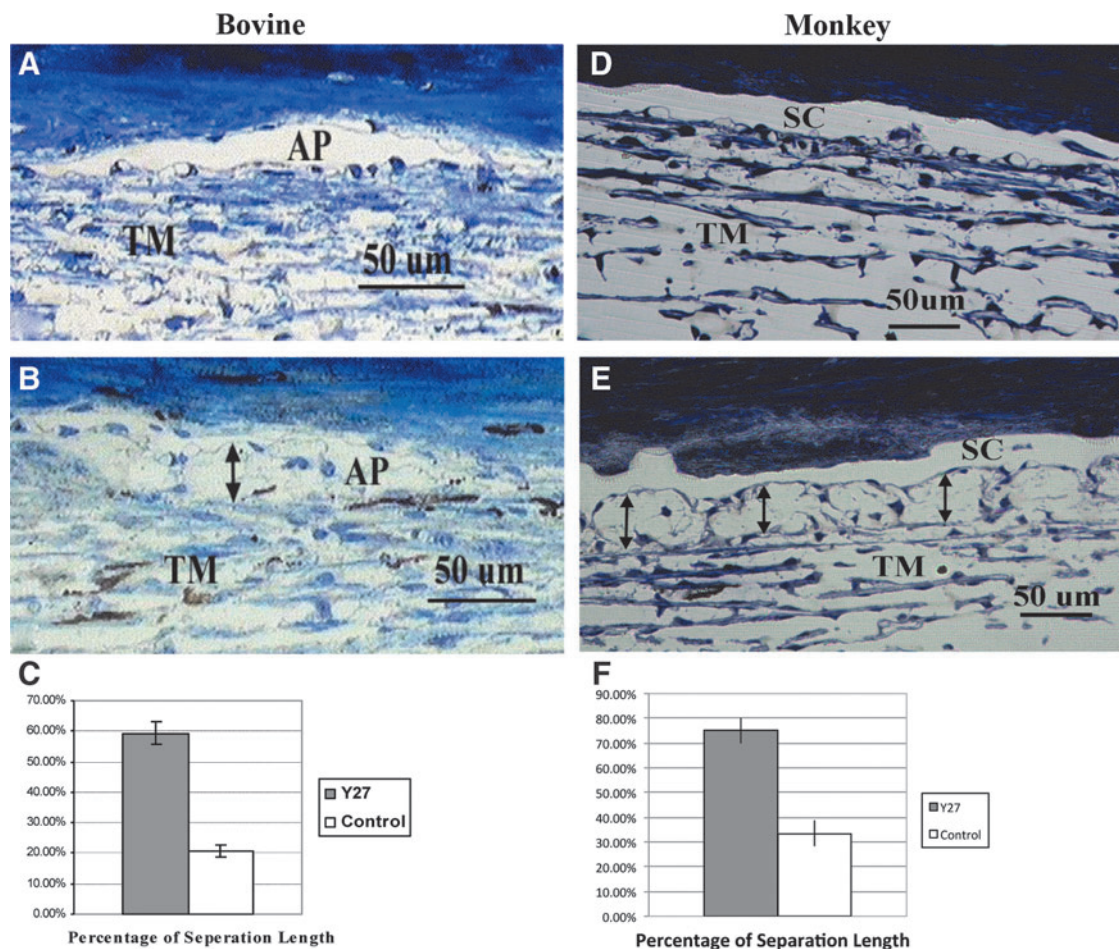 Bovine
Monkey
A
AP
TM
50 um
D
SC
TM
50um
B
AP
TM
50 um
E
SC
TM
50 um
C
70.00%
60.00%
50.00%
40.00%
30.00%
20.00%
10.00%
0.00%
Y27
Control
Percentage of Seperation Length
F
90.00%
80.00%
70.00%
60.00%
50.00%
40.00%
30.00%
20.00%
10.00%
0.00%
Y27
Control
Percentage of Separation Length